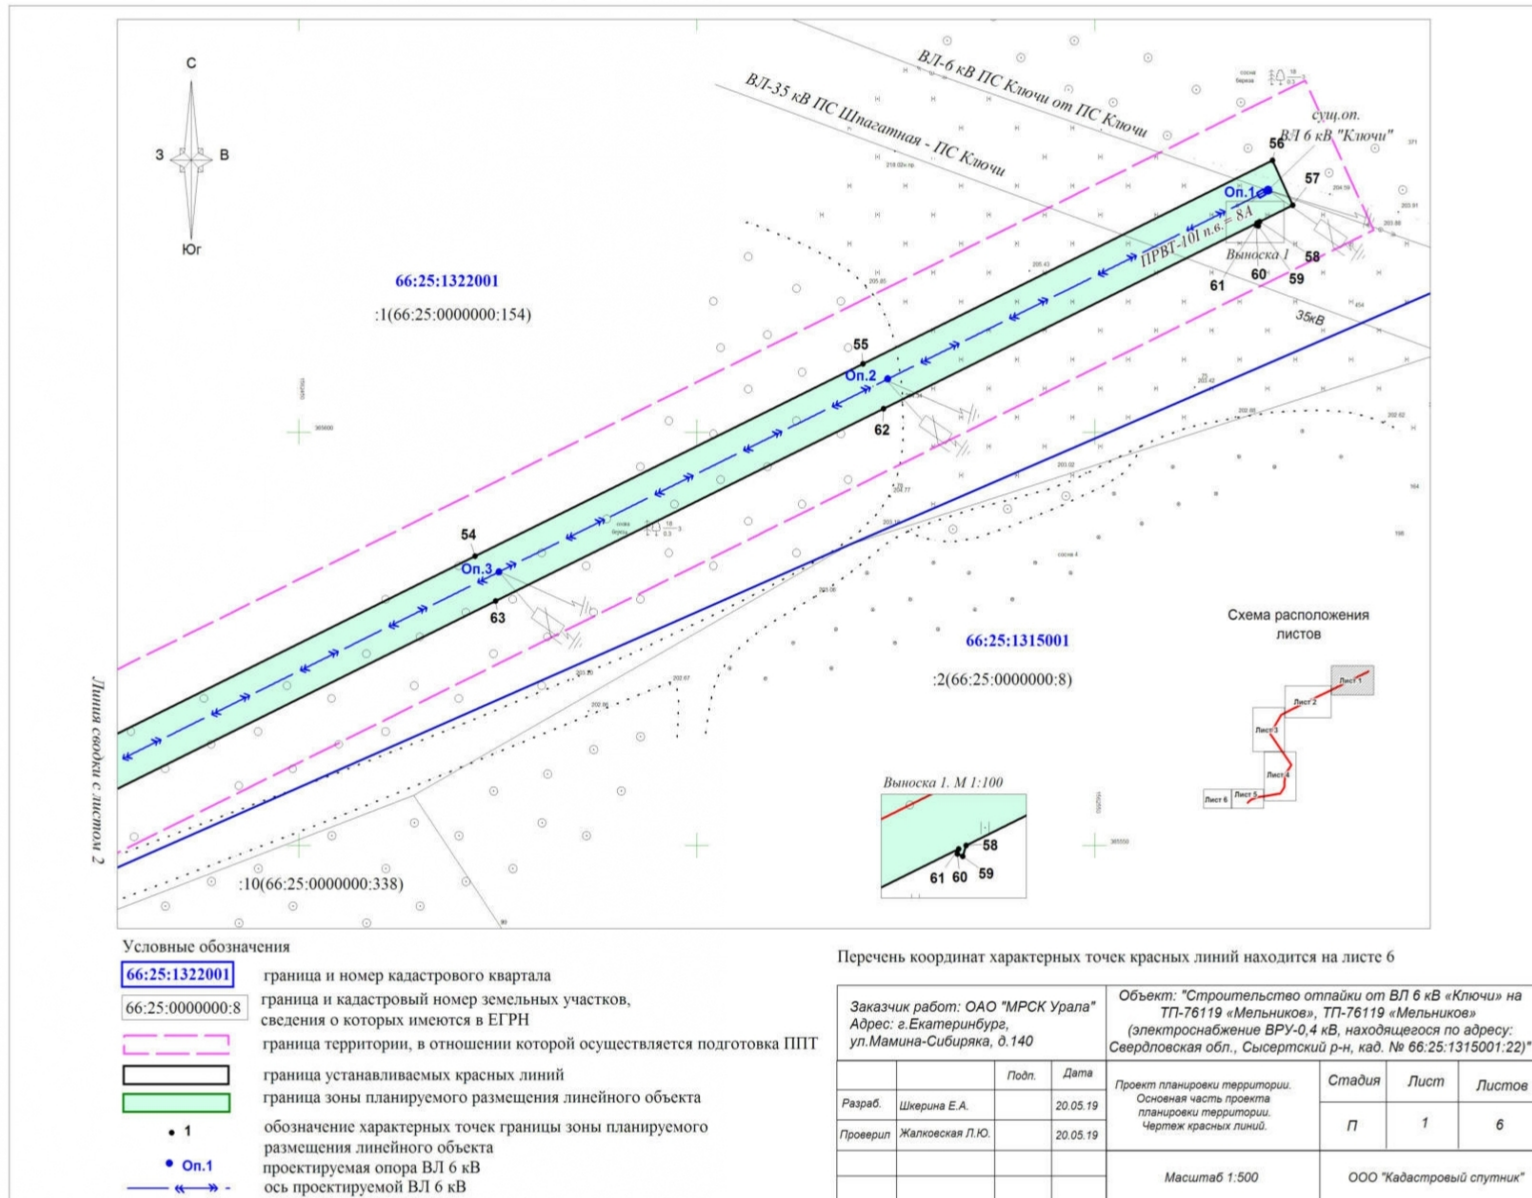 С
З
В
Юг
ВЛ-6 кВ ПС Ключи от ПС Ключи
ВЛ-35 кВ ПС Шпагатная - ПС Ключи
сущ.оп.
ВЛ 6 кВ "Ключи"
56
57
Оп.1
ПРВТ-10I п.в.= 8А
Выноска 1
58
59
60
61
35кВ
66:25:1322001
:1(66:25:0000000:154)
55
Оп.2
62
54
Оп.3
63
66:25:1315001
:2(66:25:0000000:8)
Схема расположения
листов
Лист 1
Лист 2
Лист 3
Лист 4
Лист 5
Лист 6
Линия сводки с листом 2
Выноска 1. М 1:100
58
61 60 59
:10(66:25:0000000:338)
Условные обозначения
66:25:1322001 граница и номер кадастрового квартала
66:25:0000000:8 граница и кадастровый номер земельных участков,
сведения о которых имеются в ЕГРН
граница территории, в отношении которой осуществляется подготовка ППТ
граница устанавливаемых красных линий
граница зоны планируемого размещения линейного объекта
1 обозначение характерных точек границы зоны планируемого
размещения линейного объекта
Оп.1 проектируемая опора ВЛ 6 кВ
ось проектируемой ВЛ 6 кВ
Перечень координат характерных точек красных линий находится на листе 6
Заказчик работ: ОАО "МРСК Урала"
Адрес: г.Екатеринбург,
ул.Мамина-Сибиряка, д.140
Объект: "Строительство отпайки от ВЛ 6 кВ «Ключи» на
ТП-76119 «Мельников», ТП-76119 «Мельников»
(электроснабжение ВРУ-0,4 кВ, находящегося по адресу:
Свердловская обл., Сысертский р-н, кад. № 66:25:1315001:22)"
Подп. Дата
Разраб. Шкерина Е.А. 20.05.19
Проверил Жалковская Л.Ю. 20.05.19
Проект планировки территории.
Основная часть проекта
планировки территории.
Чертеж красных линий.
Стадия Лист Листов
П 1 6
Масштаб 1:500
ООО "Кадастровый спутник"